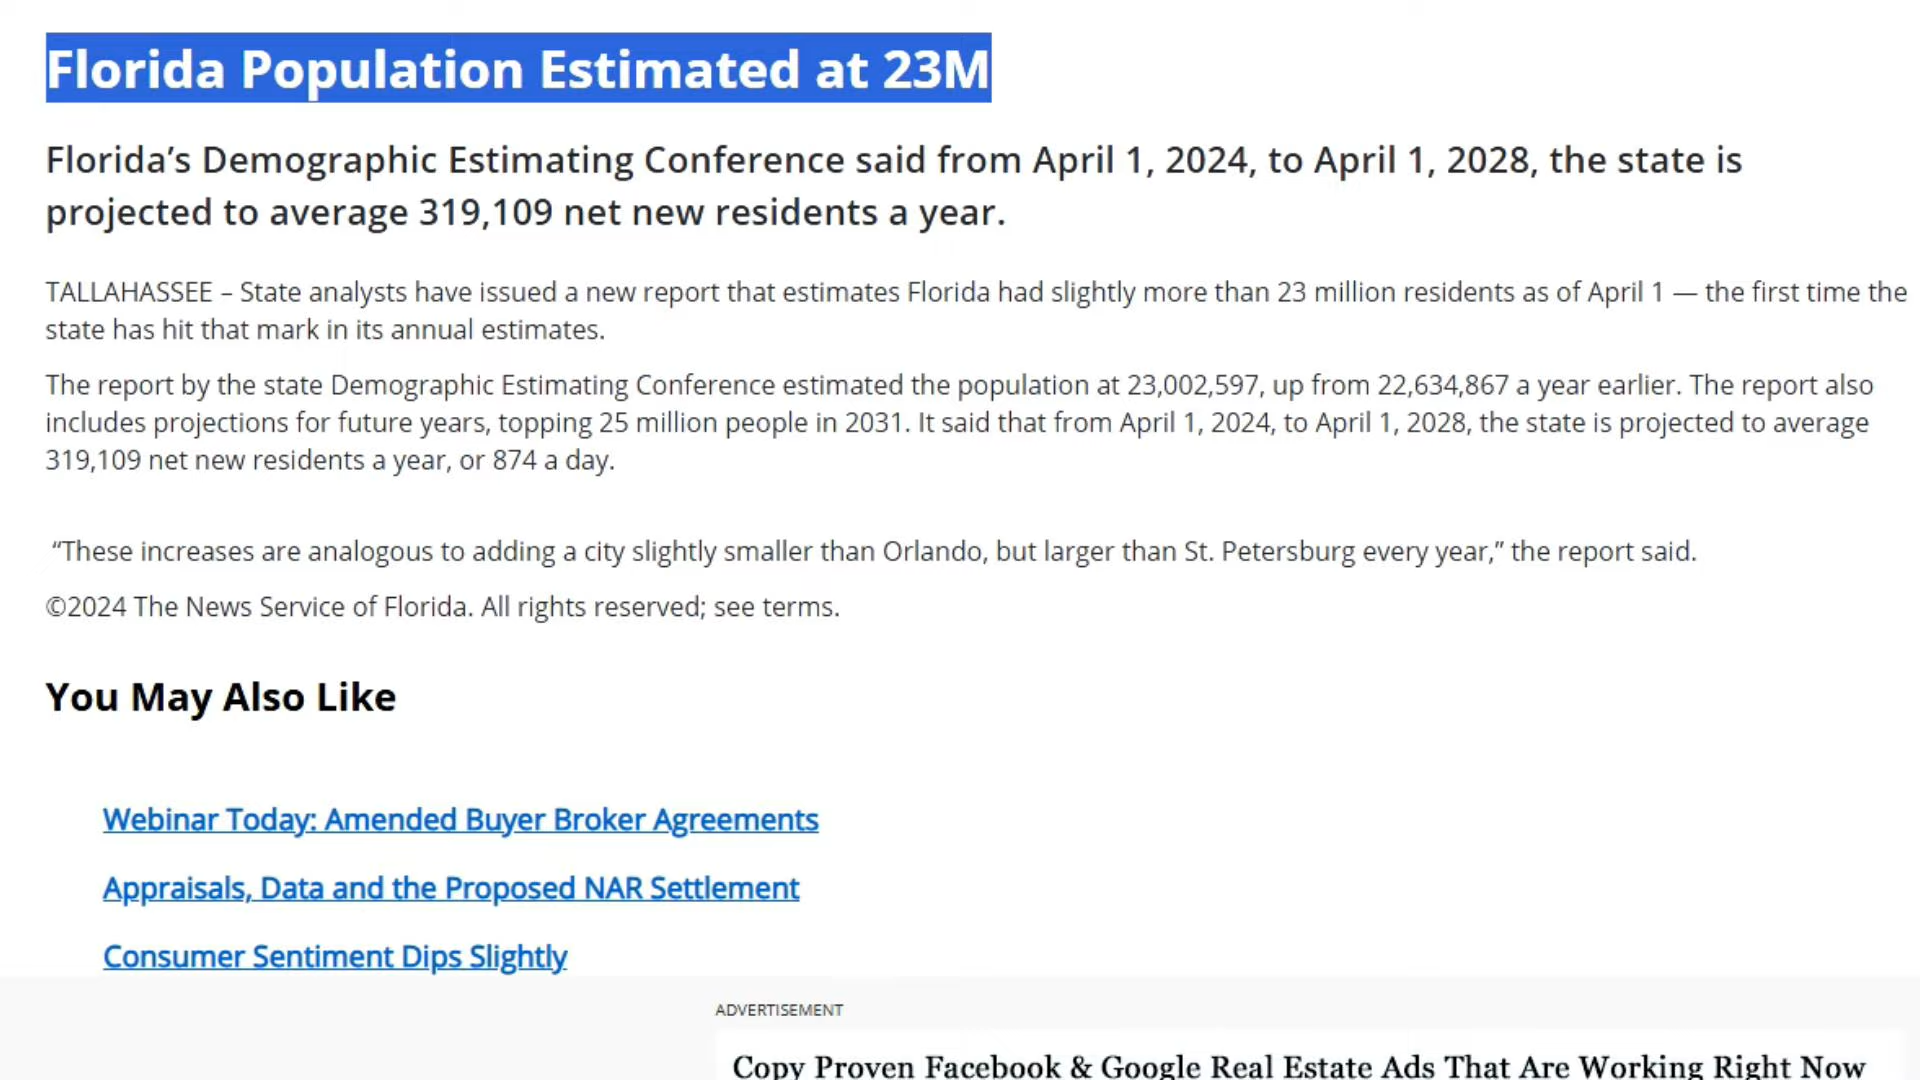 Florida Population Estimated at 23M
Florida’s Demographic Estimating Conference said from April 1, 2024, to April 1, 2028, the state is
projected to average 319,109 net new residents a year.
TALLAHASSEE – State analysts have issued a new report that estimates Florida had slightly more than 23 million residents as of April 1 — the first time the
state has hit that mark in its annual estimates.
The report by the state Demographic Estimating Conference estimated the population at 23,002,597, up from 22,634,867 a year earlier. The report also
includes projections for future years, topping 25 million people in 2031. It said that from April 1, 2024, to April 1, 2028, the state is projected to average
319,109 net new residents a year, or 874 a day.
“These increases are analogous to adding a city slightly smaller than Orlando, but larger than St. Petersburg every year,” the report said.
©2024 The News Service of Florida. All rights reserved; see terms.
You May Also Like
Webinar Today: Amended Buyer Broker Agreements
Appraisals, Data and the Proposed NAR Settlement
Consumer Sentiment Dips Slightly
ADVERTISEMENT
Copy Proven Facebook & Google Real Estate Ads That Are Working Right Now